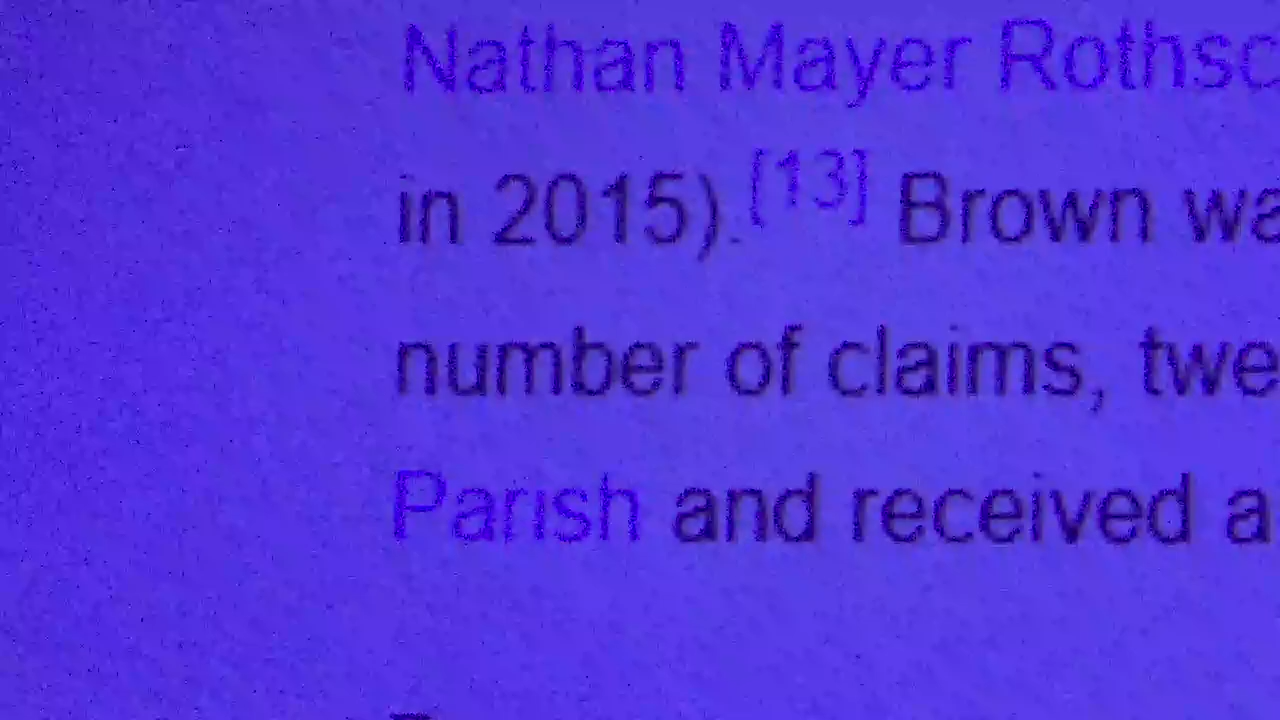 Nathan Mayer Rothsc
in 2015).[13] Brown wa
number of claims, twe
Parish and received a